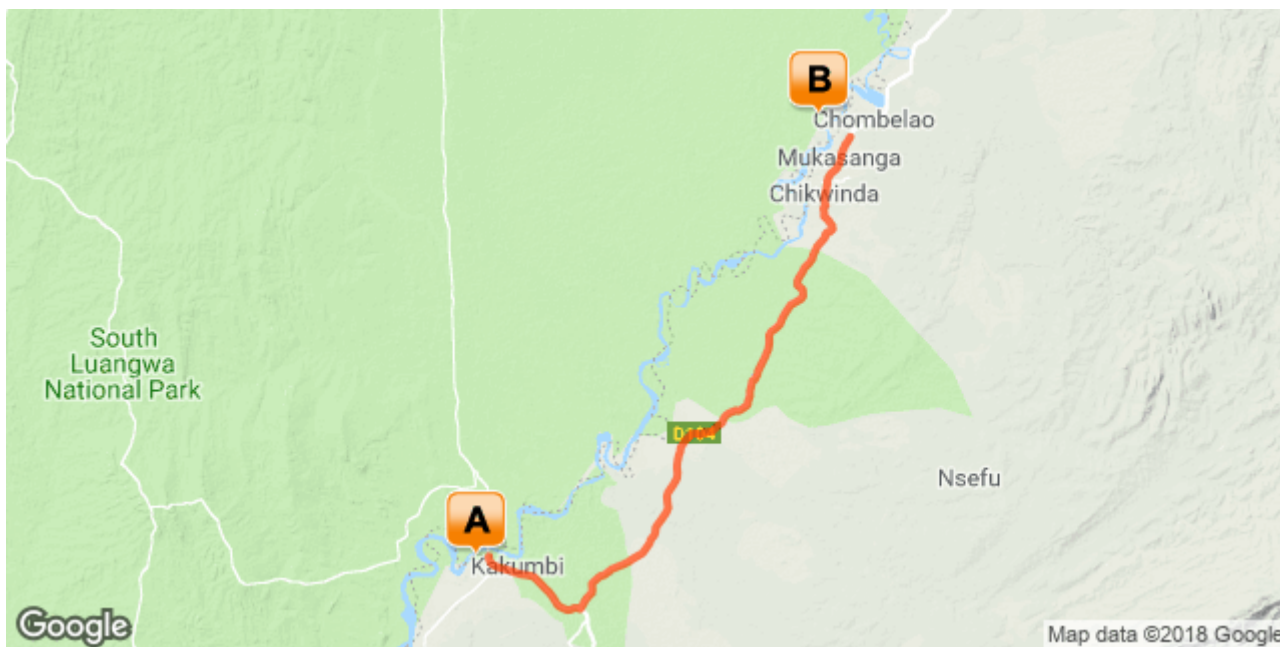 B
Chombelao
Mukasanga
Chikwinda
South
Luangwa
National Park
D104
Nsefu
A
Kakumbi
Google
Map data ©2018 Google